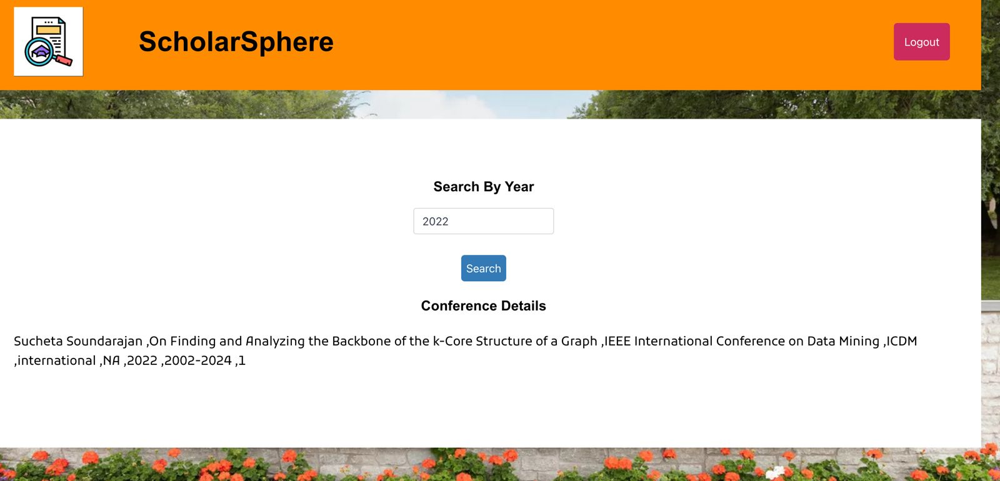 ScholarSphere
Logout
Search By Year
2022
Search
Conference Details
Sucheta Soundarajan ,On Finding and Analyzing the Backbone of the k-Core Structure of a Graph ,IEEE International Conference on Data Mining ,ICDM
,international ,NA ,2022 ,2002-2024 ,1